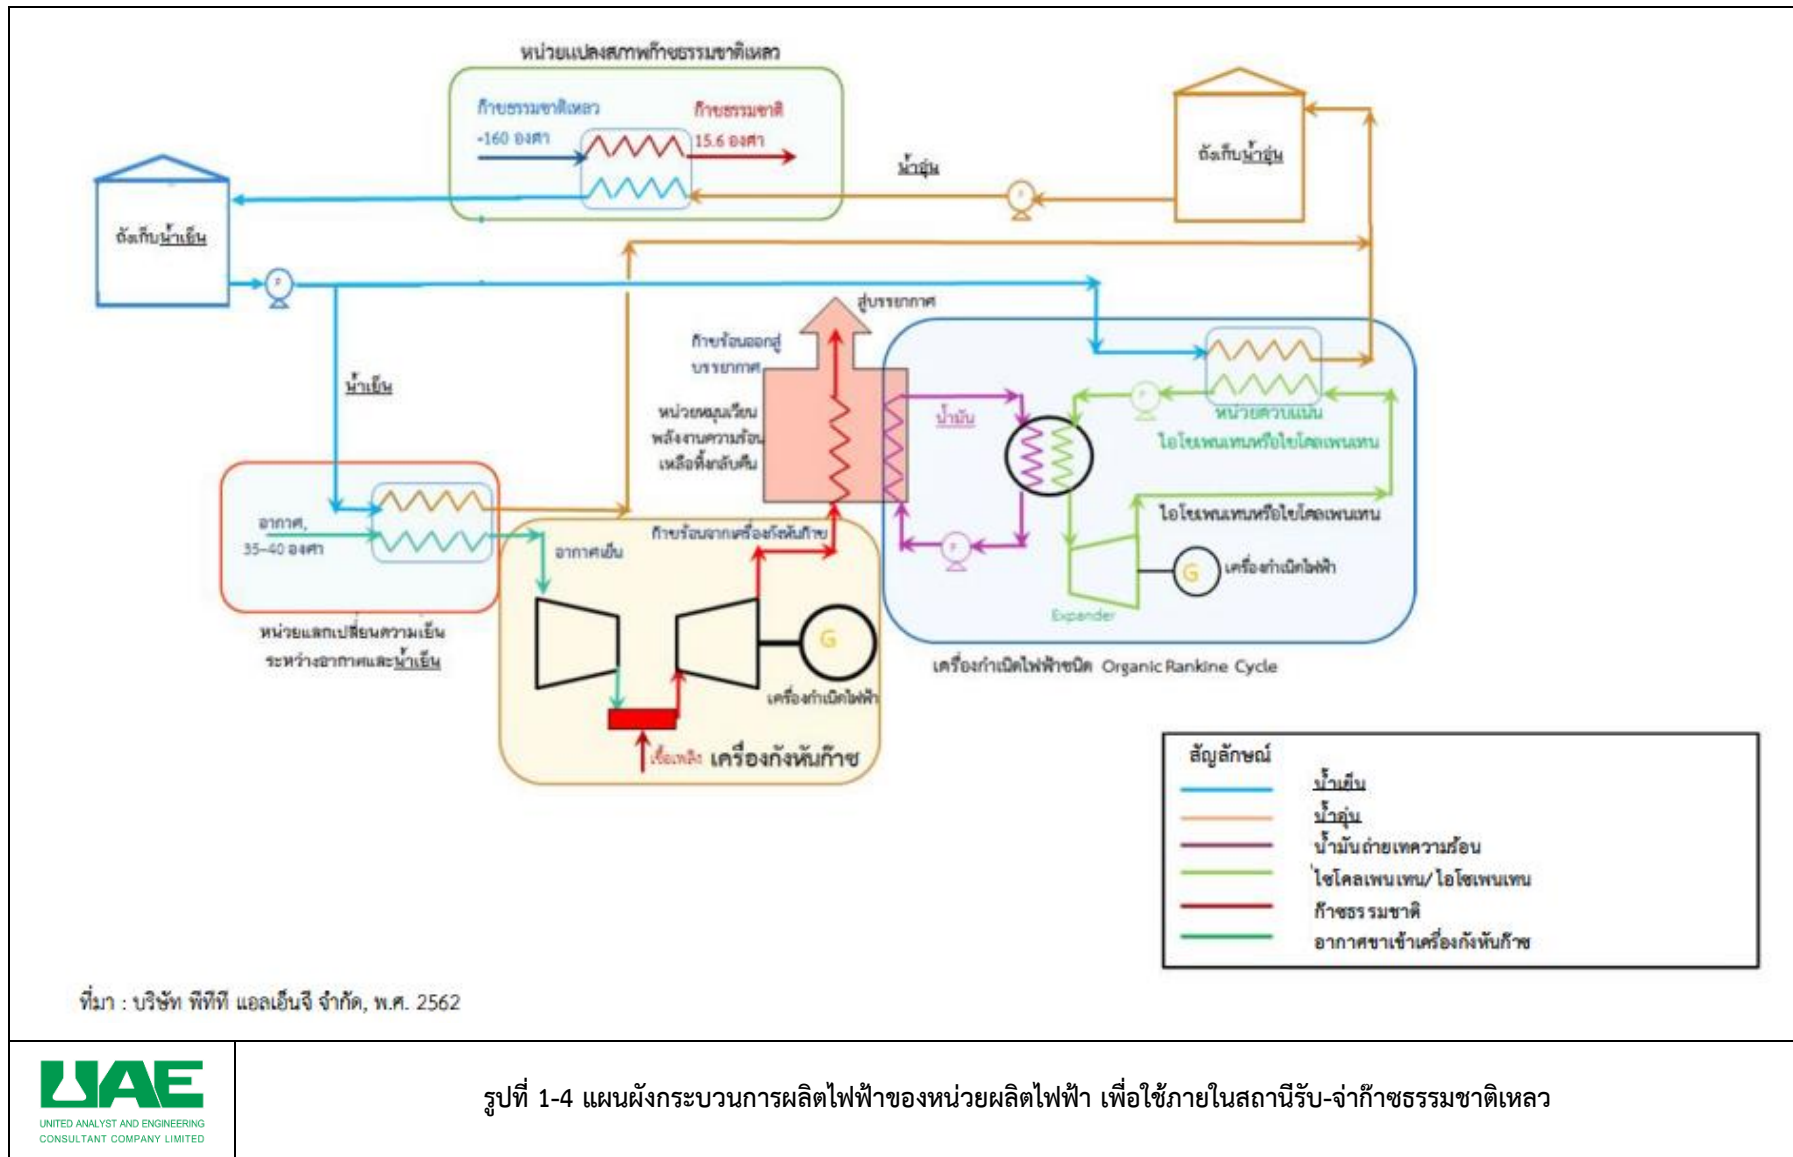 หน่วยแปลงสภาพก๊าซธรรมชาติเหลว
ก๊าซธรรมชาติเหลว
-160 องศา
ก๊าซธรรมชาติ
15.6 องศา
น้ำอุ่น
P
ถังเก็บน้ำอุ่น
ถังเก็บน้ำเย็น
P
น้ำเย็น
สู่บรรยากาศ
ก๊าซร้อนออกสู่
บรรยากาศ
หน่วยหมุนเวียน
พลังงานความร้อน
เหลือทิ้งกลับคืน
น้ำมัน
P
หน่วยควบแน่น
ไอโซเพนเทนหรือไซโคลเพนเทน
ไอโซเพนเทนหรือไซโคลเพนเทน
P
G
เครื่องกำเนิดไฟฟ้า
Expander
เครื่องกำเนิดไฟฟ้าชนิด Organic Rankine Cycle
อากาศ,
35-40 องศา
หน่วยแลกเปลี่ยนความเย็น
ระหว่างอากาศและน้ำเย็น
อากาศเย็น
ก๊าซร้อนจากเครื่องกังหันก๊าซ
G
เครื่องกำเนิดไฟฟ้า
เชื้อเพลิง
เครื่องกังหันก๊าซ
สัญลักษณ์
น้ำเย็น
น้ำอุ่น
น้ำมันถ่ายเทความร้อน
ไซโคลเพนเทน/ไอโซเพนเทน
ก๊าซธรรมชาติ
อากาศขาเข้าเครื่องกังหันก๊าซ
ที่มา : บริษัท พีทีที แอลเอ็นจี จำกัด, พ.ศ. 2562
UAE
UNITED ANALYST AND ENGINEERING
CONSULTANT COMPANY LIMITED
รูปที่ 1-4 แผนผังกระบวนการผลิตไฟฟ้าของหน่วยผลิตไฟฟ้า เพื่อใช้ภายในสถานีรับ-จ่าก๊าซธรรมชาติเหลว